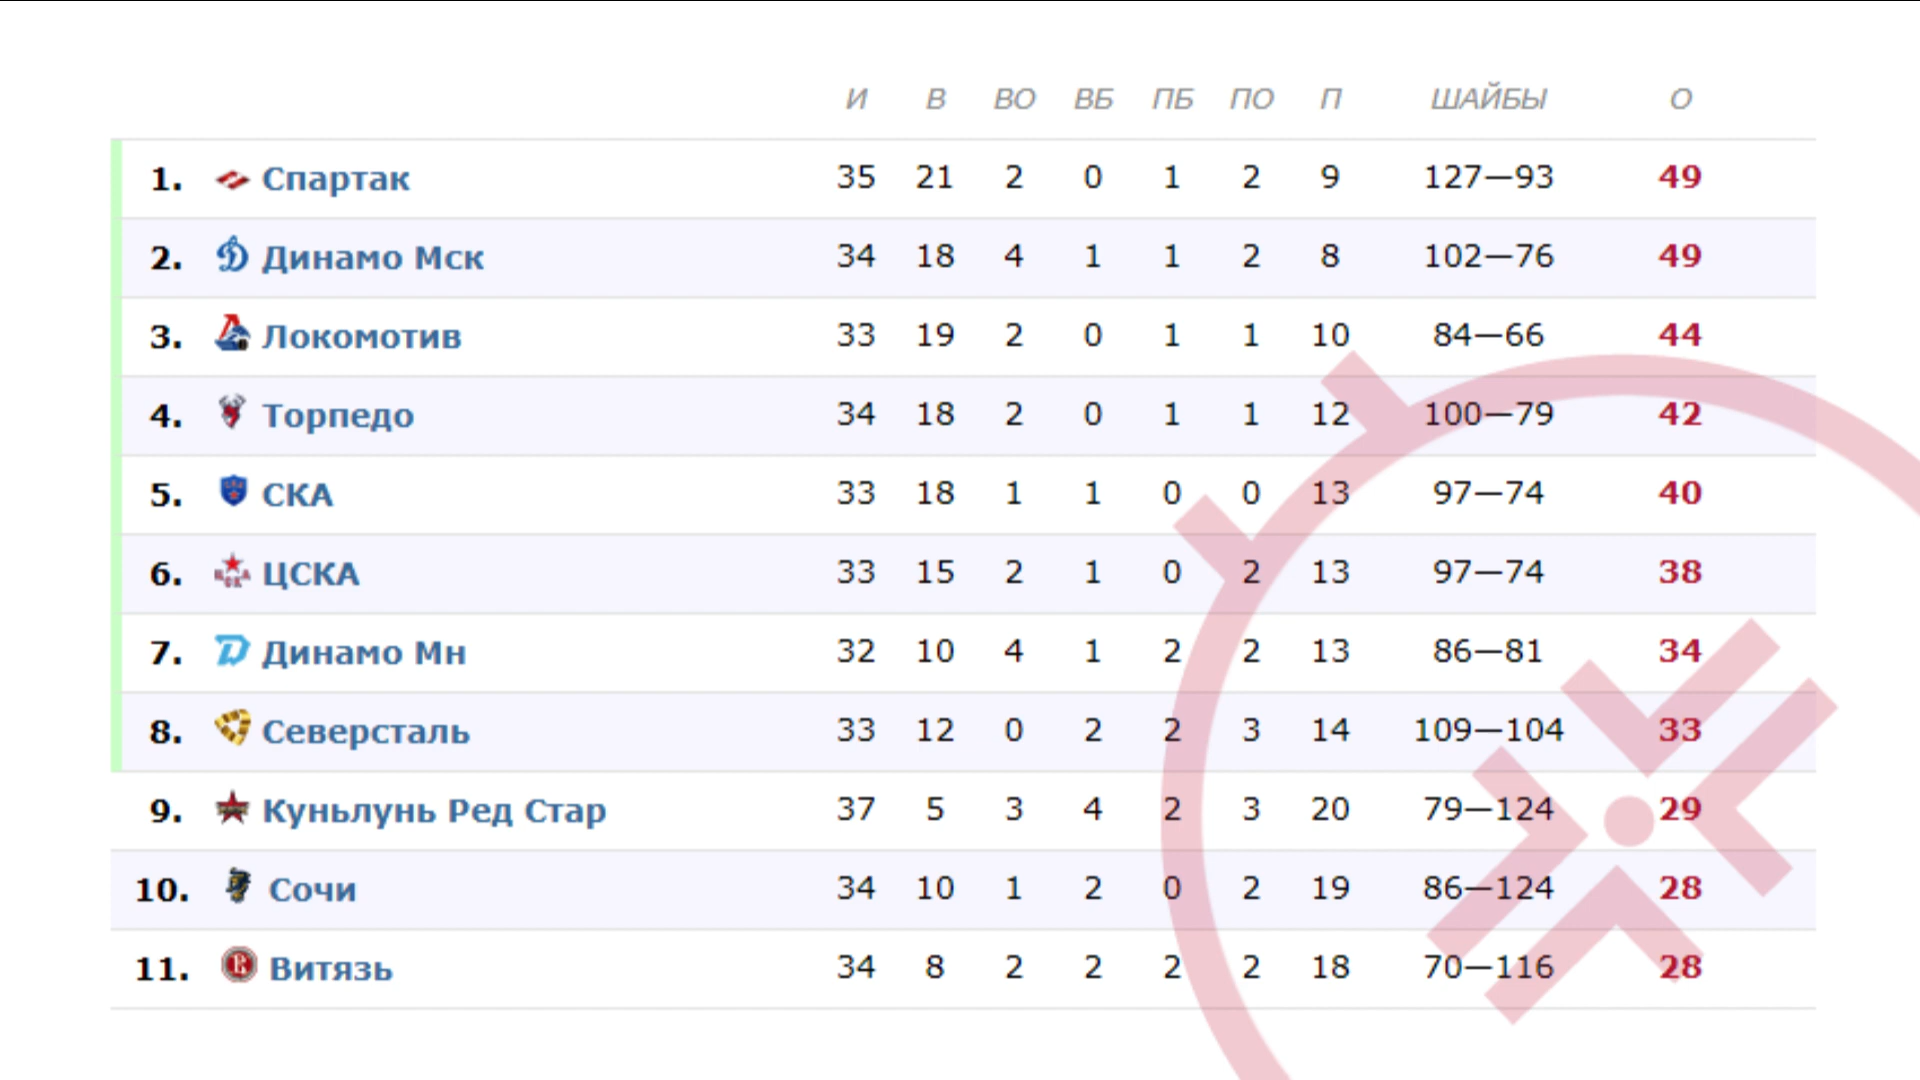 И В ВО ВБ ПБ ПО П ШАЙБЫ О
1. Спартак 35 21 2 0 1 2 9 127—93 49
2. Динамо Мск 34 18 4 1 1 2 8 102—76 49
3. Локомотив 33 19 2 0 1 1 10 84—66 44
4. Торпедо 34 18 2 0 1 1 12 100—79 42
5. СКА 33 18 1 1 0 0 13 97—74 40
6. ЦСКА 33 15 2 1 0 2 13 97—74 38
7. Динамо Мн 32 10 4 1 2 2 13 86—81 34
8. Северсталь 33 12 0 2 2 3 14 109—104 33
9. Куньлунь Ред Стар 37 5 3 4 2 3 20 79—124 29
10. Сочи 34 10 1 2 0 2 19 86—124 28
11. Витязь 34 8 2 2 2 2 18 70—116 28